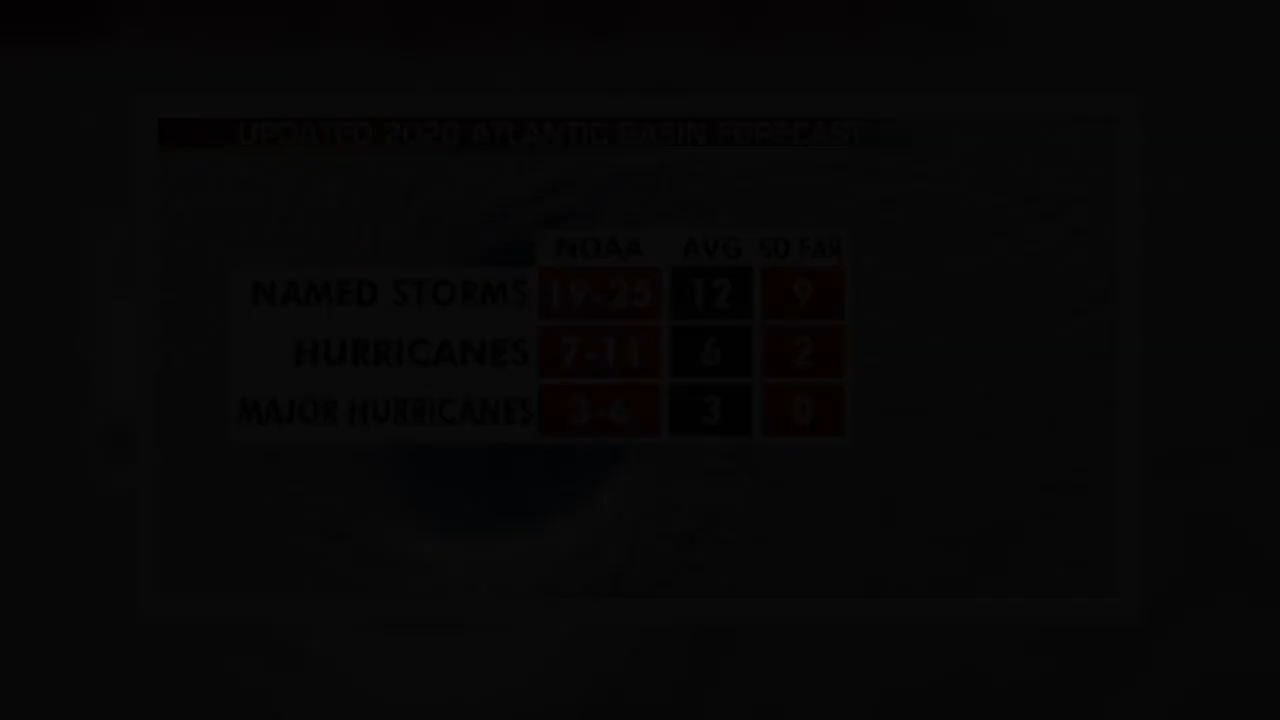 UPDATED 2020 ATLANTIC BASIN FORECAST
NOAA AVG SO FAR
NAMED STORMS 19-25 12 9
HURRICANES 7-11 6 2
MAJOR HURRICANES 3-6 3 0